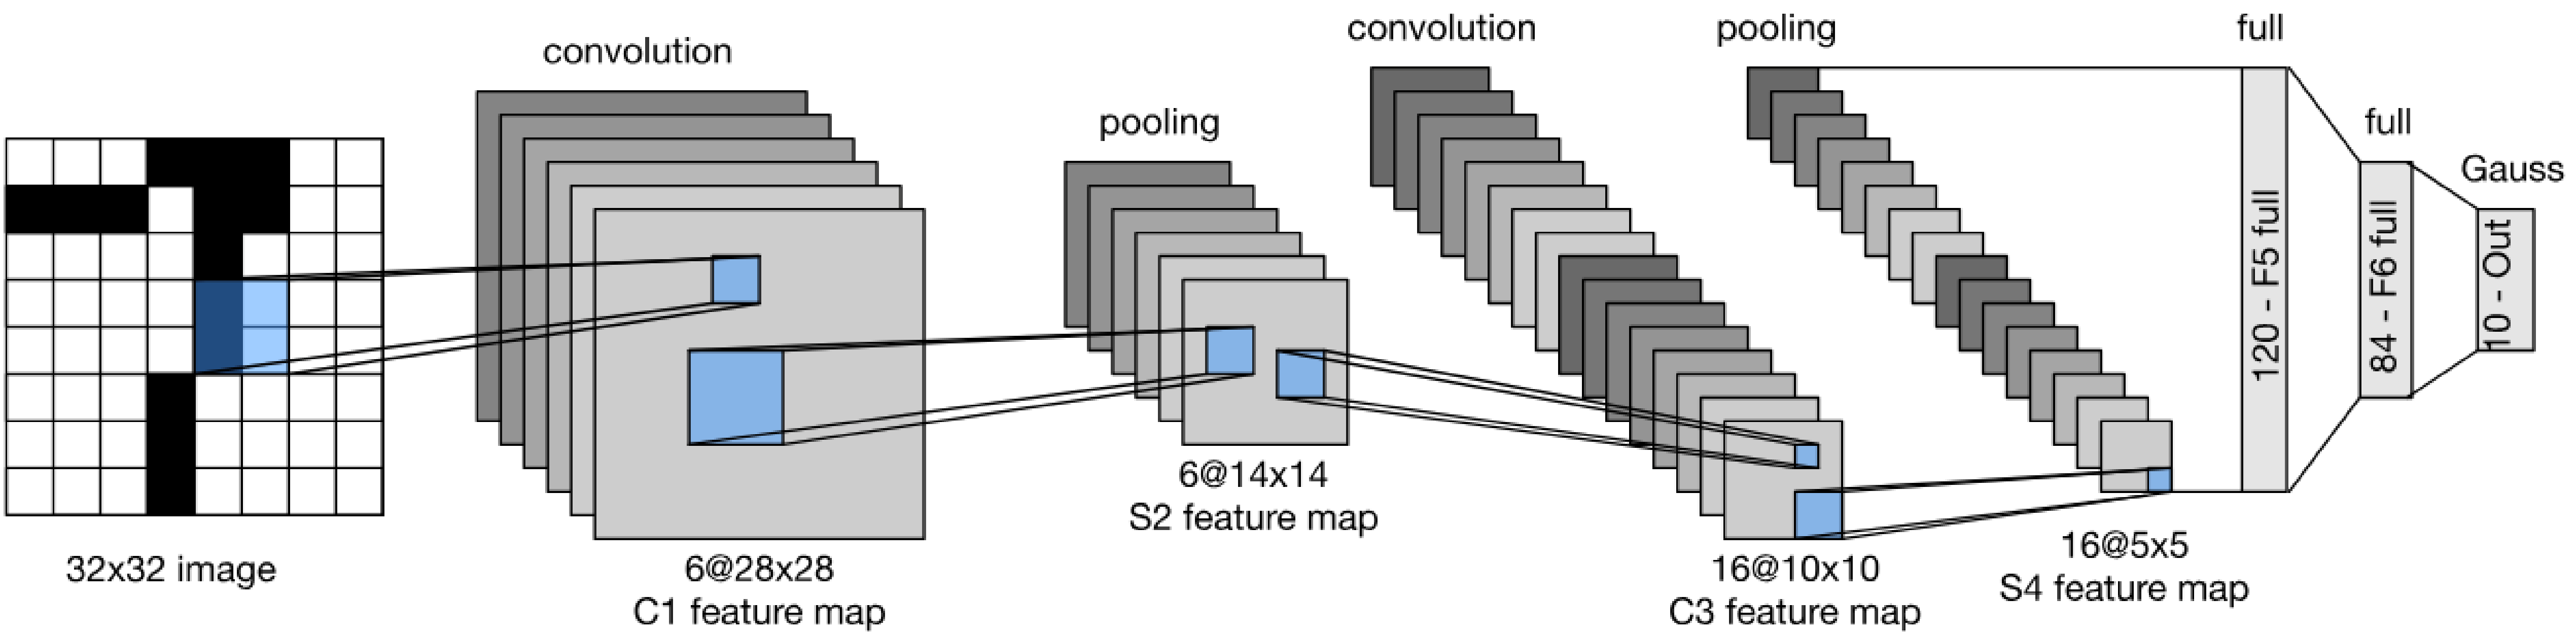 convolution
pooling
convolution
pooling
full
full
Gauss
120 - F5 full
84 - F6 full
10 - Out
32x32 image
6@28x28
C1 feature map
6@14x14
S2 feature map
16@10x10
C3 feature map
16@5x5
S4 feature map